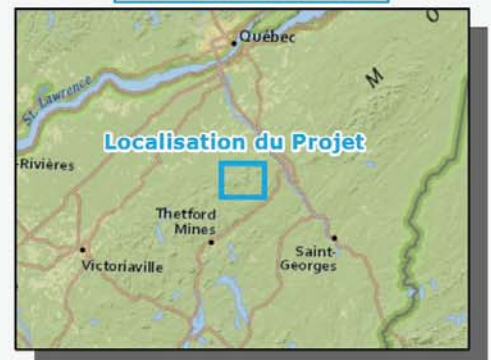 Québec
O
M
St. Lawrence
Localisation du Projet
-Rivières
Thetford
Mines
Saint-
Georges
Victoriaville